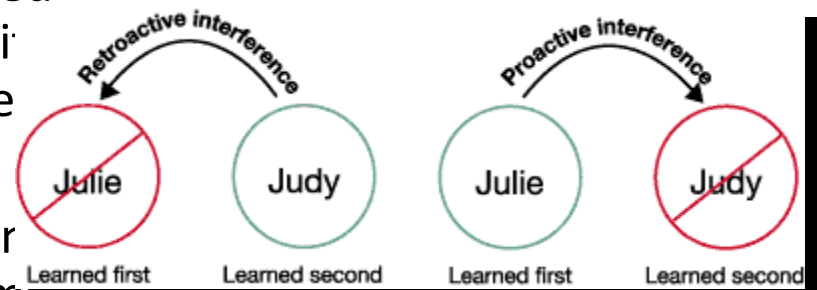 Retroactive interference
Proactive interference
Julie
Judy
Julie
Judy
Learned first
Learned second
Learned first
Learned second